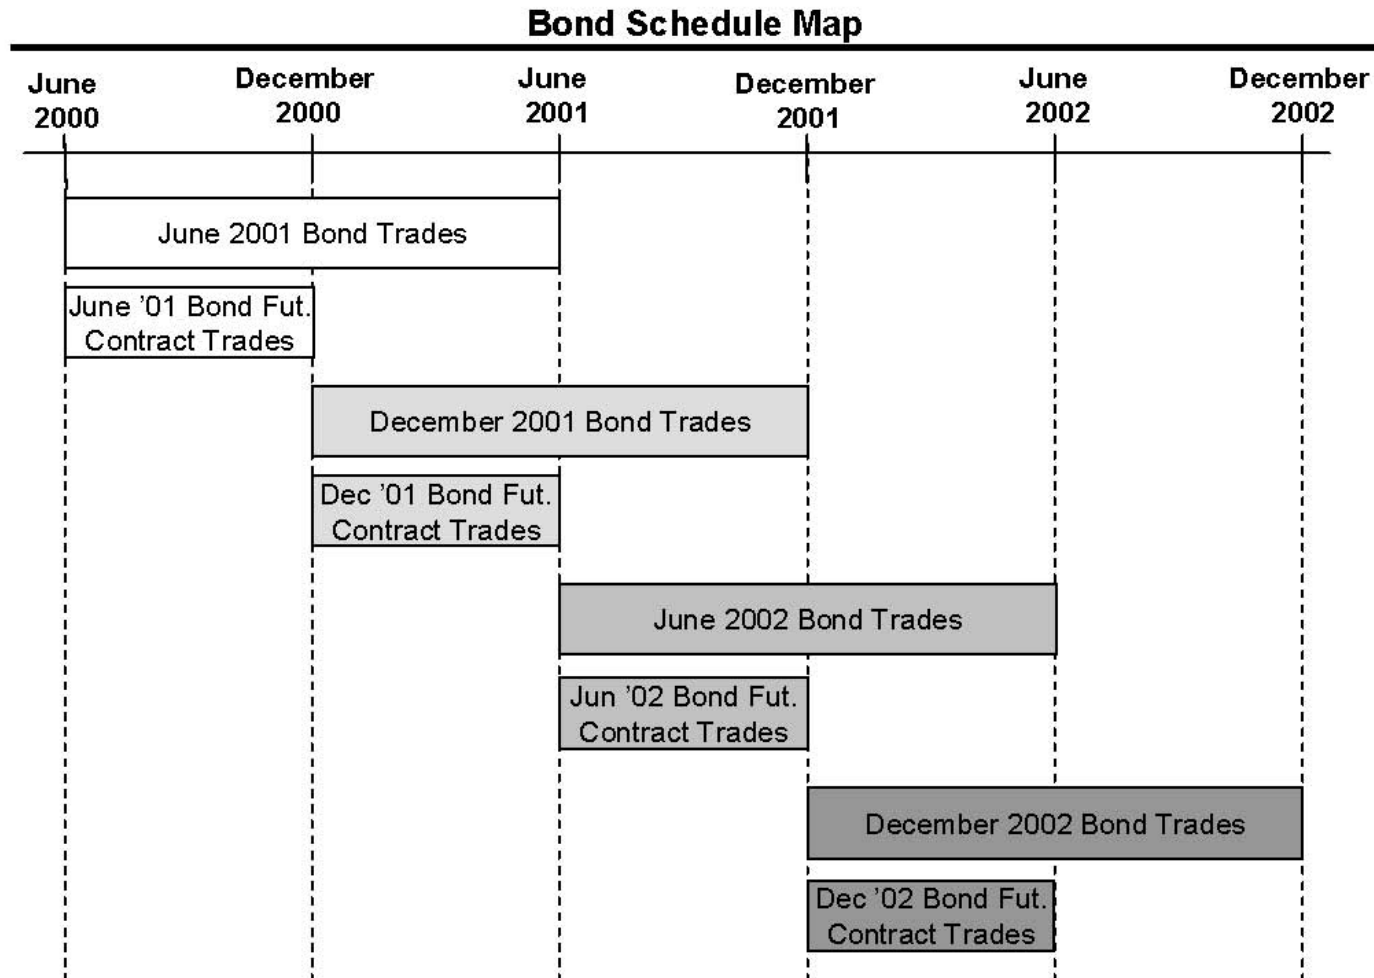 Bond Schedule Map
June
2000
December
2000
June
2001
December
2001
June
2002
December
2002
June 2001 Bond Trades
June '01 Bond Fut.
Contract Trades
December 2001 Bond Trades
Dec '01 Bond Fut.
Contract Trades
June 2002 Bond Trades
Jun '02 Bond Fut.
Contract Trades
December 2002 Bond Trades
Dec '02 Bond Fut.
Contract Trades